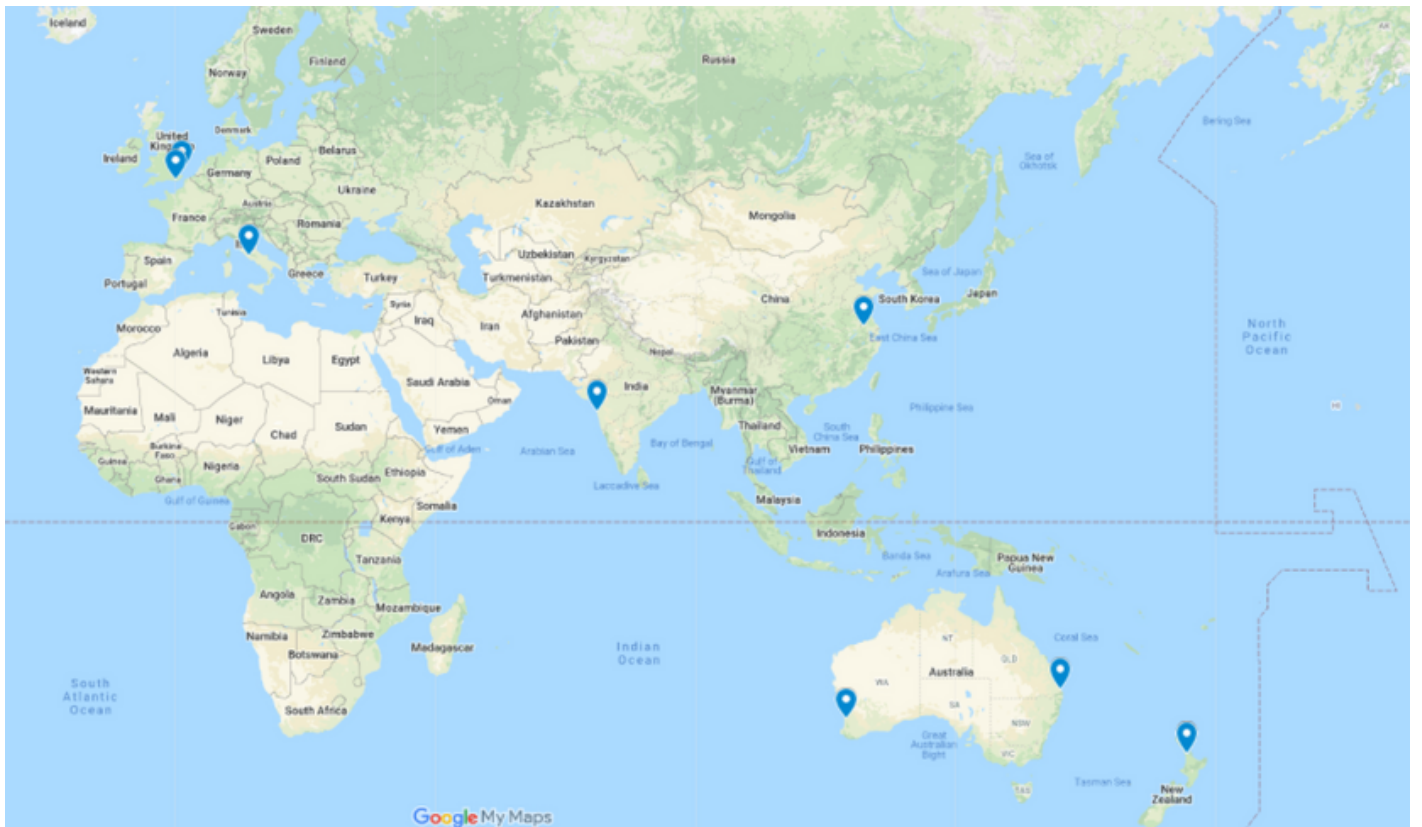 Iceland
Sweden
Finland
Norway
Russia
Bering Sea
AK
United
Kingdom
Denmark
Sea of
Okhotsk
Ireland
Belarus
Poland
Germany
Ukraine
Kazakhstan
Austria
France
Mongolia
Romania
Spain
Uzbekistan
Kyrgyzstan
Portugal
Greece
Turkey
Turkmenistan
Sea of Japan
Japan
South Korea
China
Syria
Afghanistan
Tunisia
Iraq
Iran
Morocco
North
Pacific
Ocean
East China Sea
Pakistan
Algeria
Libya
Egypt
Nepal
Western
Sahara
Saudi Arabia
India
Myanmar
(Burma)
Oman
Mauritania
Mali
Niger
Chad
Sudan
Yemen
Philippine Sea
HI
Thailand
South
China Sea
Burkina
Faso
Gulf of Aden
Arabian Sea
Bay of Bengal
Vietnam
Philippines
Guinea
Nigeria
Ghana
South Sudan
Ethiopia
Gulf of
Thailand
Laccadive Sea
Gulf of Guinea
Somalia
Malaysia
Kenya
Gabon
DRC
Indonesia
Tanzania
Banda Sea
Papua New
Guinea
Arafura Sea
Angola
Zambia
Mozambique
Namibia
Zimbabwe
Botswana
Madagascar
Indian
Ocean
NT
Coral Sea
QLD
Australia
WA
SA
South
Atlantic
Ocean
South Africa
NSW
Great
Australian
Bight
VIC
Tasman Sea
TAS
New
Zealand
Google My Maps